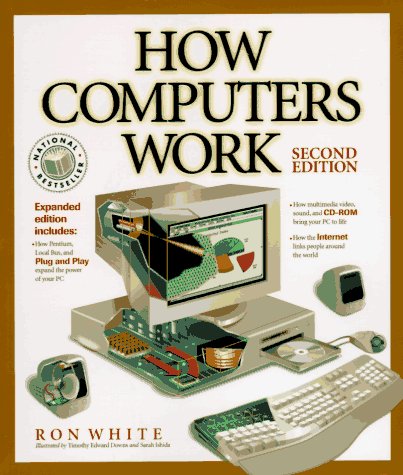 HOW
COMPUTERS
WORK
SECOND
EDITION
NATIONAL
BESTSELLER
Expanded
edition
includes:
• How Pentium,
Local Bus, and
Plug and Play
expand the power
of your PC
• How multimedia video,
sound, and CD-ROM
bring your PC to life
• How the Internet
links people around
the world
RON WHITE
Illustrated by Timothy Edward Downs and Sarah Ishida